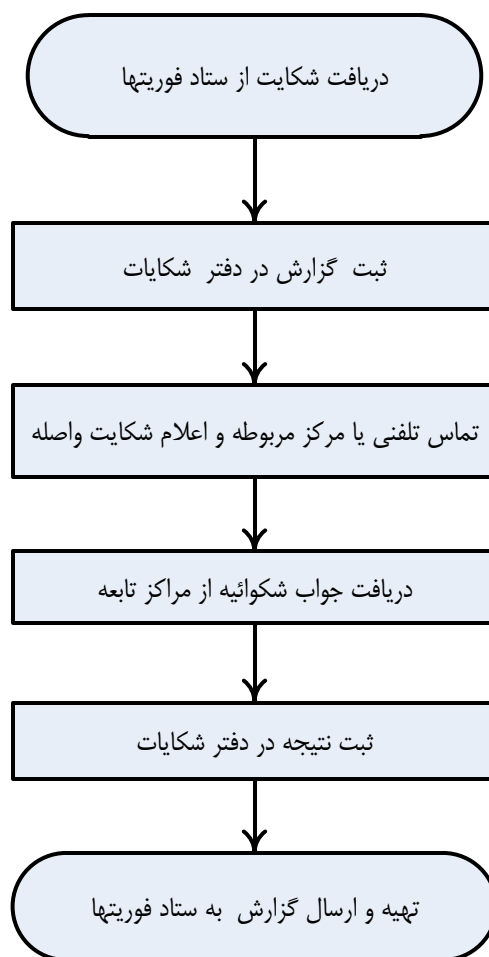 دریافت شکایت از ستاد فوریتها
ثبت گزارش در دفتر شکایات
تماس تلفنی یا مرکز مربوطه و اعلام شکایت واصله
دریافت جواب شکوائیه از مراکز تابعه
ثبت نتیجه در دفتر شکایات
تهیه و ارسال گزارش به ستاد فوریتها